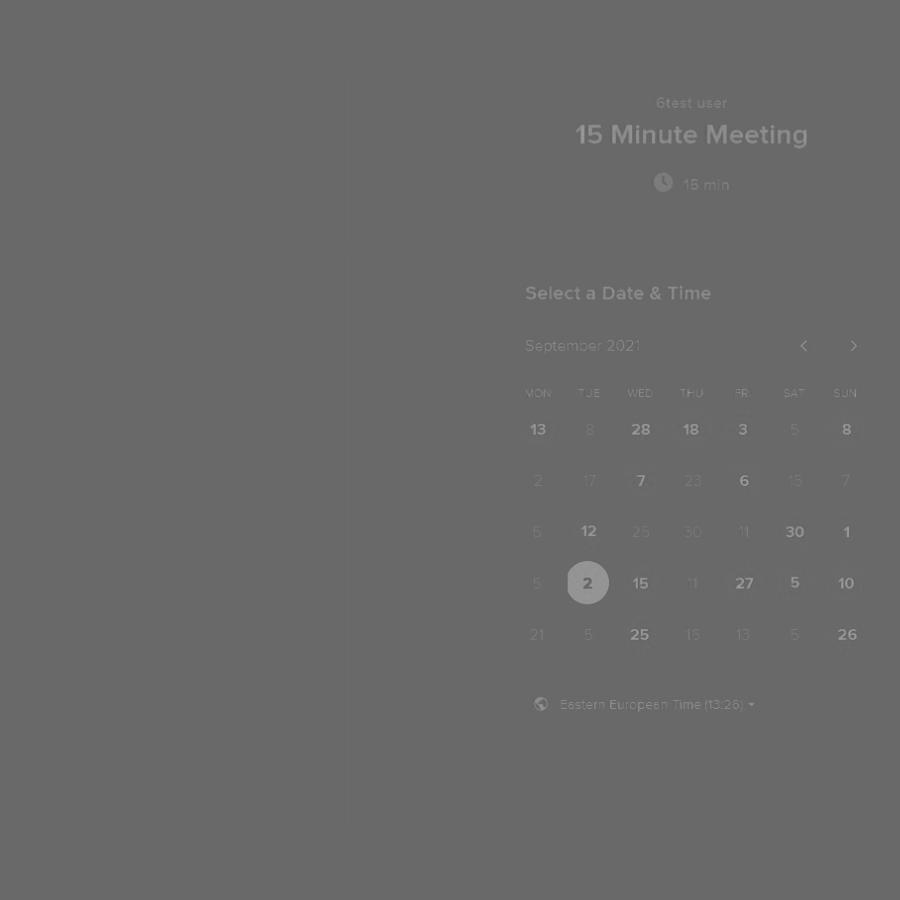 6test user
15 Minute Meeting
15 min
Select a Date & Time
September 2021
MON TUE WED THU FRI SAT SUN
13 8 28 18 3 5 8
2 17 7 23 6 15 7
5 12 25 30 11 30 1
5 2 15 11 27 5 10
21 5 25 15 13 5 26
Eastern European Time (13:26)